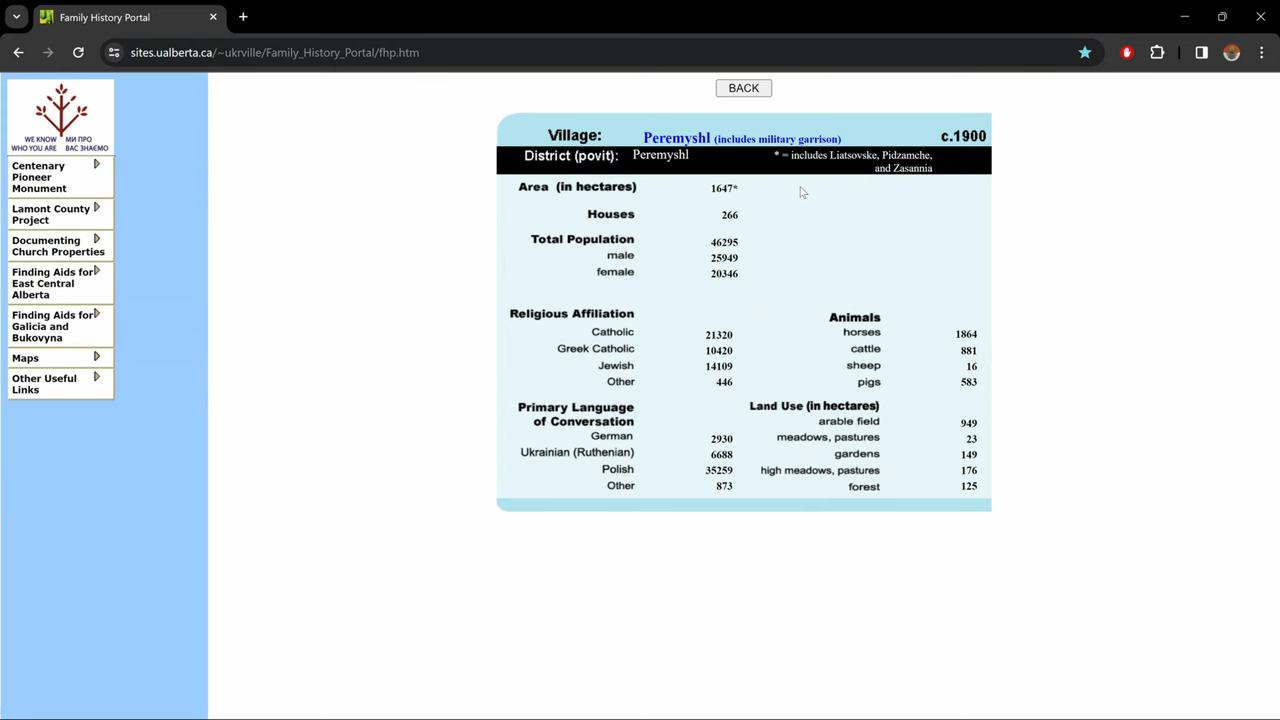 Family History Portal
sites.ualberta.ca/~ukrville/Family_History_Portal/fhp.htm
WE KNOW МИ ПРО
WHO YOU ARE ВАС ЗНАЄМО
Centenary
Pioneer
Monument
Lamont County
Project
Documenting
Church Properties
Finding Aids for
East Central
Alberta
Finding Aids for
Galicia and
Bukovyna
Maps
Other Useful
Links
BACK
Village: Peremyshl (includes military garrison) c.1900
District (povit): Peremyshl * = includes Liatsovske, Pidzamche,
and Zasannia
Area (in hectares) 1647*
Houses 266
Total Population 46295
male 25949
female 20346
Religious Affiliation
Catholic 21320
Greek Catholic 10420
Jewish 14109
Other 446
Animals
horses 1864
cattle 881
sheep 16
pigs 583
Primary Language
of Conversation
German 2930
Ukrainian (Ruthenian) 6688
Polish 35259
Other 873
Land Use (in hectares)
arable field 949
meadows, pastures 23
gardens 149
high meadows, pastures 176
forest 125